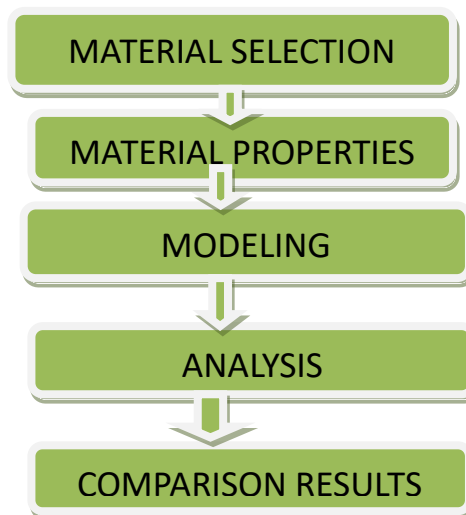 MATERIAL SELECTION
MATERIAL PROPERTIES
MODELING
ANALYSIS
COMPARISON RESULTS